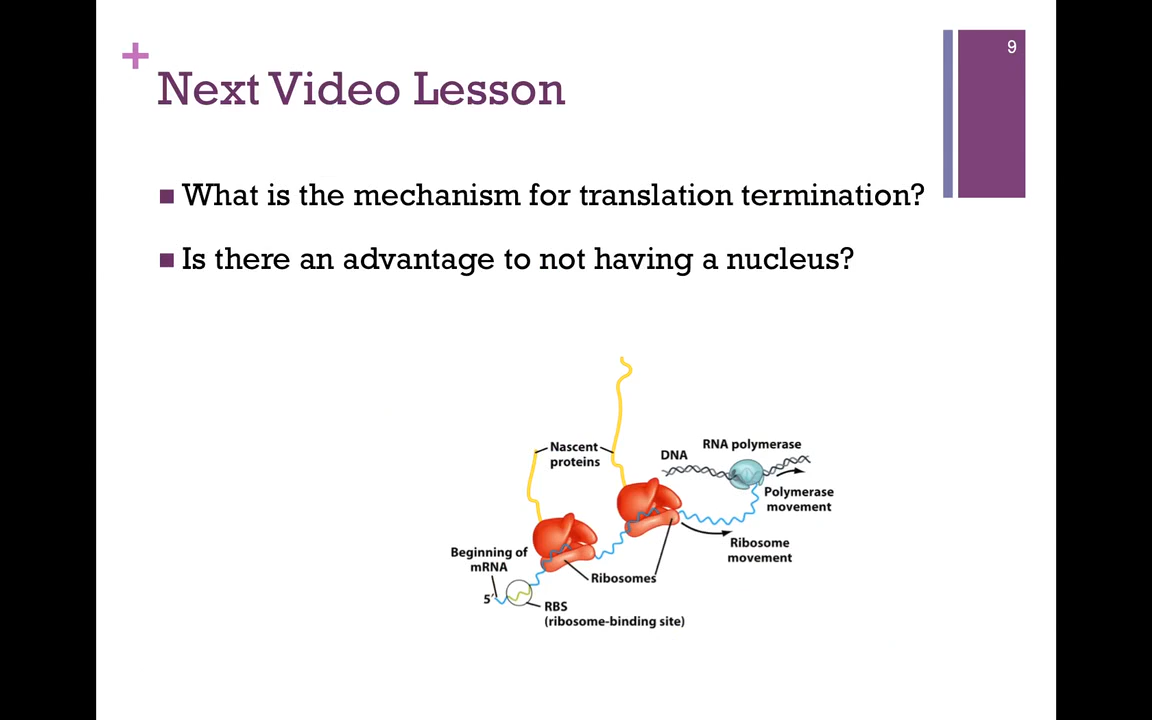 9
+
Next Video Lesson
■ What is the mechanism for translation termination?
■ Is there an advantage to not having a nucleus?
Nascent
proteins
DNA
RNA polymerase
Polymerase
movement
Ribosome
movement
Beginning of
mRNA
Ribosomes
5′
RBS
(ribosome-binding site)